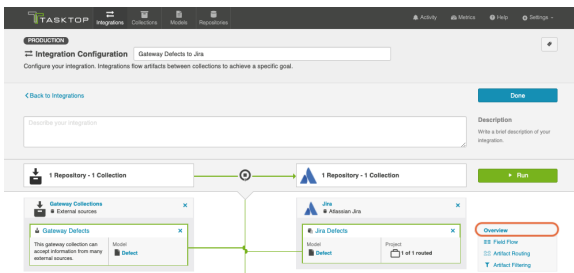 TASKTOP
Integrations
Collections
Models
Repositories
Activity
Metrics
Help
Settings
PRODUCTION
Integration Configuration
Gateway Defects to Jira
Configure your integration. Integrations flow artifacts between collections to achieve a specific goal.
Back to Integrations
Done
Describe your integration
Description
Write a brief description of your
integration.
1 Repository - 1 Collection
1 Repository - 1 Collection
Run
Gateway Collections
External sources
Jira
Atlassian Jira
Gateway Defects
This gateway collection can
accept information from many
external sources.
Model
Defect
Jira Defects
Model
Defect
Project
1 of 1 routed
Overview
Field Flow
Artifact Routing
Artifact Filtering